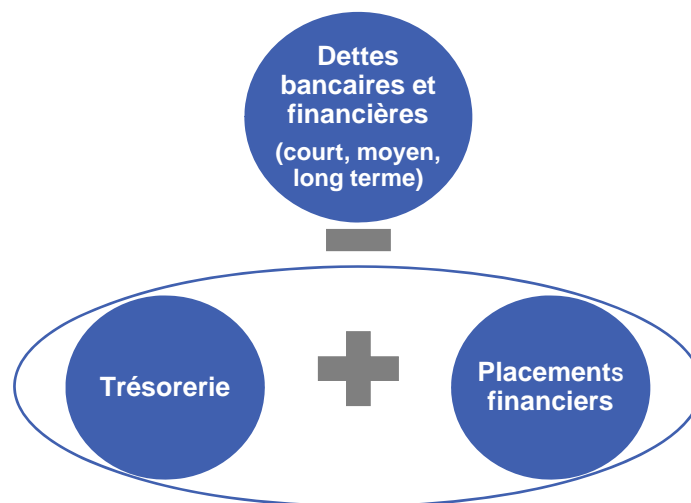 Dettes
bancaires et
financières
(court, moyen,
long terme)
Trésorerie
Placements
financiers